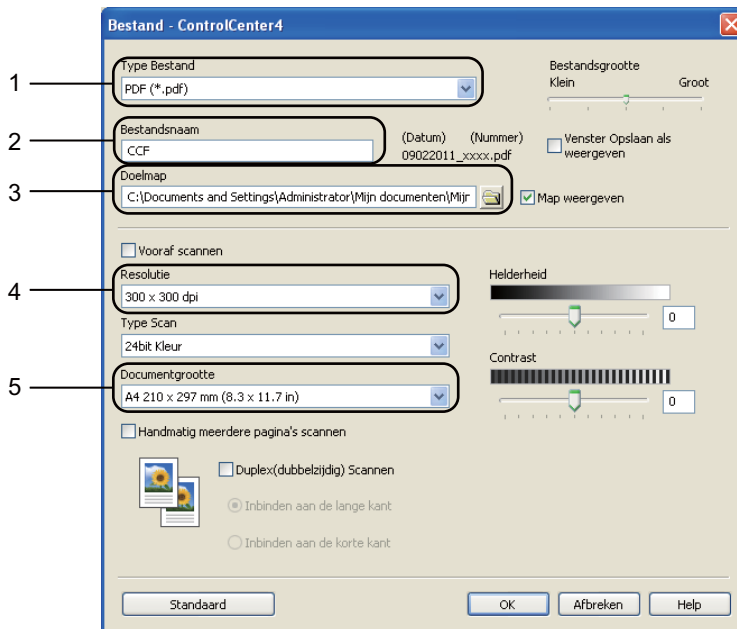 Bestand - ControlCenter4
1
Type Bestand
PDF (*.pdf)
Bestandsgrootte
Klein Groot
2
Bestandsnaam
CCF
(Datum) (Nummer)
09022011_xxxx.pdf
Venster Opslaan als
weergeven
3
Doelmap
C:\Documents and Settings\Administrator\Mijn documenten\Mijr
Map weergeven
Vooraf scannen
4
Resolutie
300 x 300 dpi
Helderheid
0
Type Scan
24bit Kleur
Contrast
0
5
Documentgrootte
A4 210 x 297 mm (8.3 x 11.7 in)
Handmatig meerdere pagina's scannen
Duplex(dubbelzijdig) Scannen
Inbinden aan de lange kant
Inbinden aan de korte kant
Standaard OK Afbreken Help